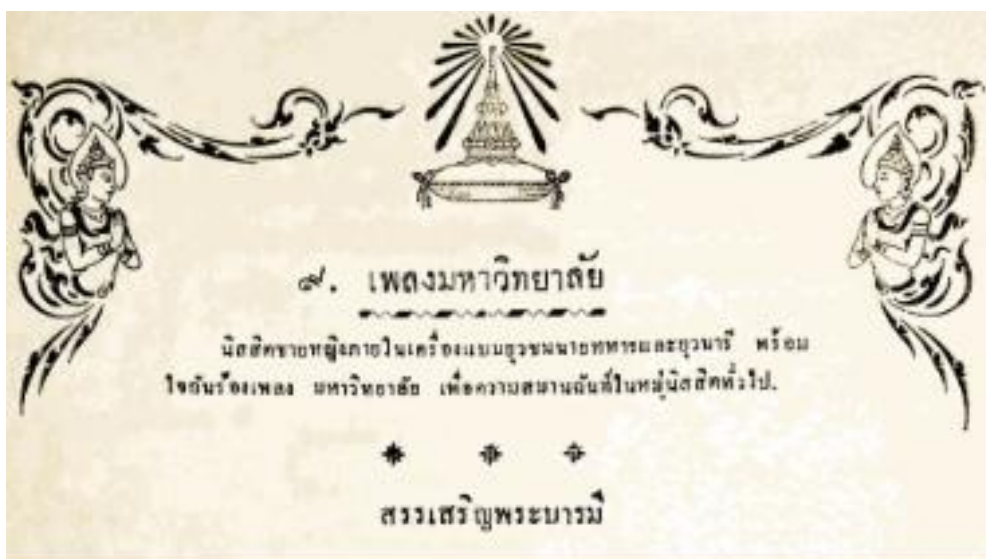 ๙. เพลงมหาวิทยาลัย
นิสสิตชายหญิงภายในเครื่องแบบยุวชนนายทหารและยุวนารี พร้อม
ใจกันร้องเพลง มหาวิทยาลัย เพื่อความสมานฉันท์ในหมู่นิสสิตทั่วไป.
สรรเสริญพระบารมี